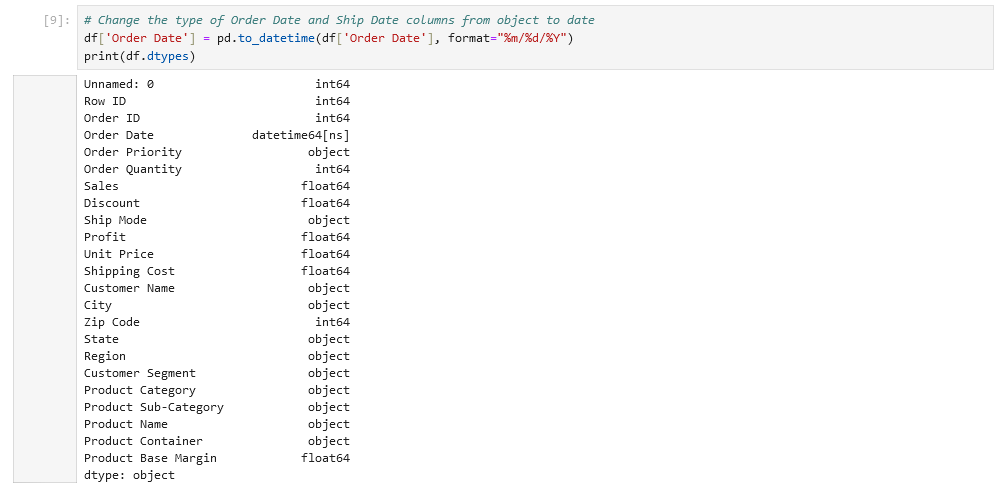 [9]: # Change the type of Order Date and Ship Date columns from object to date
df['Order Date'] = pd.to_datetime(df['Order Date'], format="%m/%d/%Y")
print(df.dtypes)
Unnamed: 0 int64
Row ID int64
Order ID int64
Order Date datetime64[ns]
Order Priority object
Order Quantity int64
Sales float64
Discount float64
Ship Mode object
Profit float64
Unit Price float64
Shipping Cost float64
Customer Name object
City object
Zip Code int64
State object
Region object
Customer Segment object
Product Category object
Product Sub-Category object
Product Name object
Product Container object
Product Base Margin float64
dtype: object